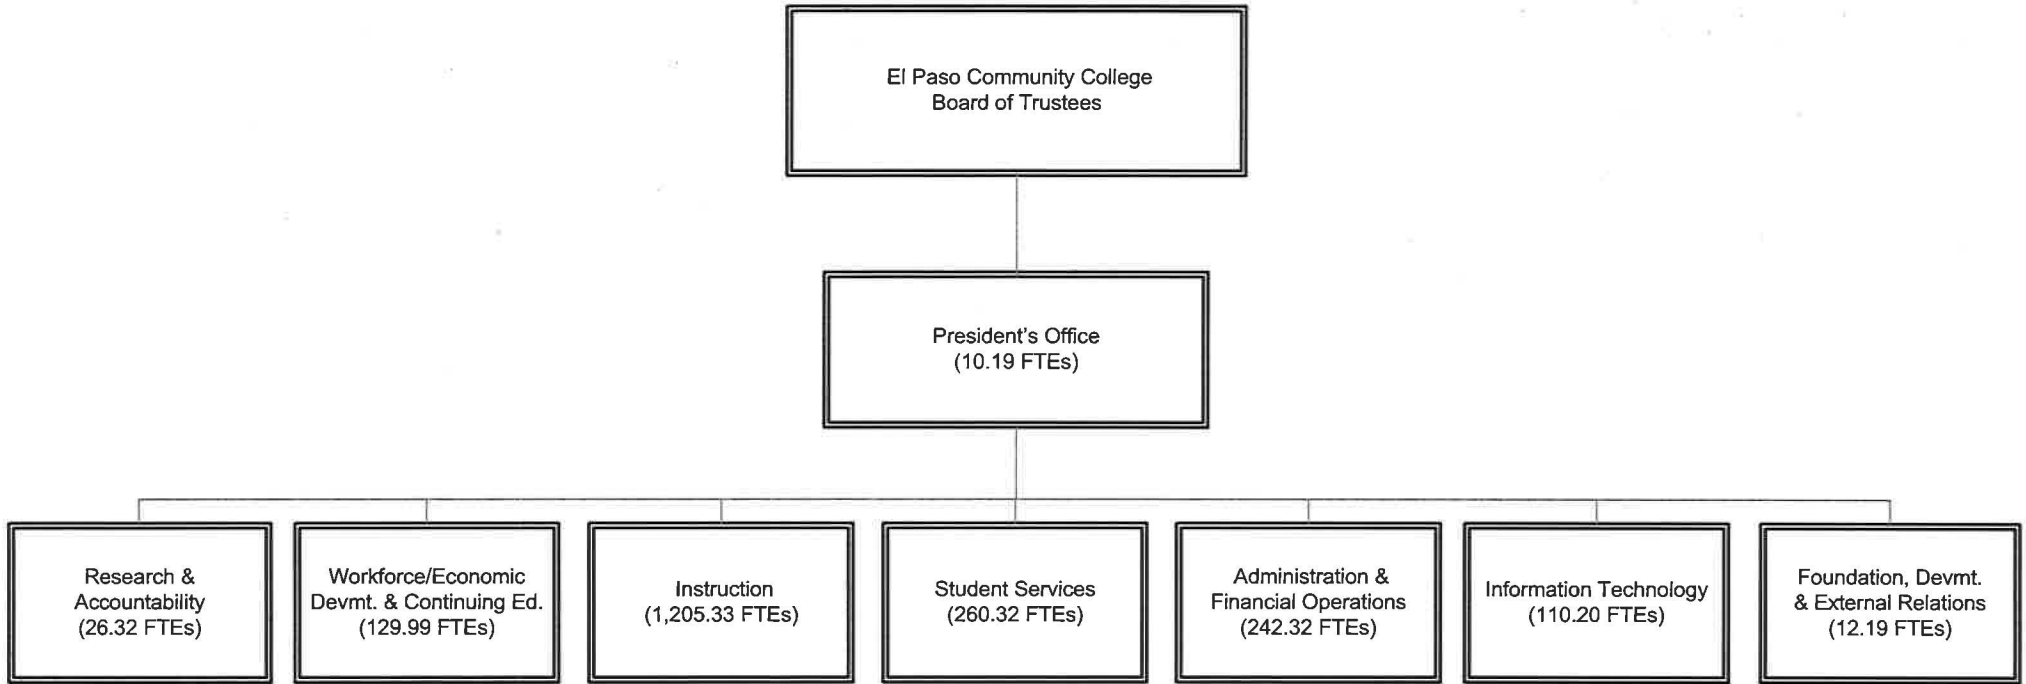 El Paso Community College
Board of Trustees
President's Office
(10.19 FTEs)
Research &
Accountability
(26.32 FTEs)
Workforce/Economic
Devmt. & Continuing Ed.
(129.99 FTEs)
Instruction
(1,205.33 FTEs)
Student Services
(260.32 FTEs)
Administration &
Financial Operations
(242.32 FTEs)
Information Technology
(110.20 FTEs)
Foundation, Devmt.
& External Relations
(12.19 FTEs)